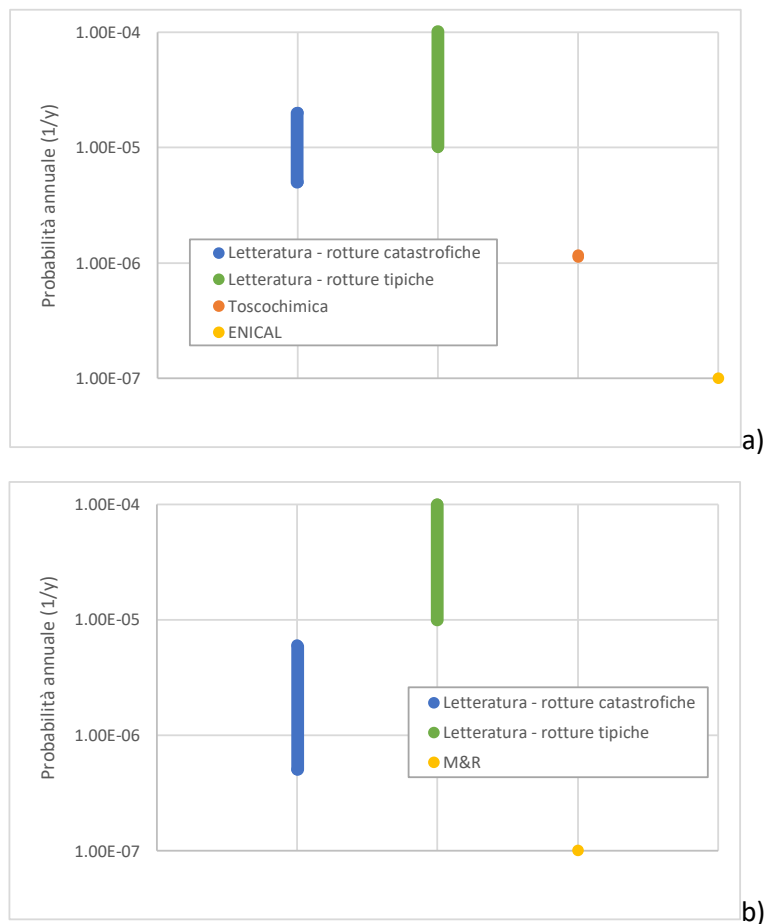 1.00E-04
1.00E-05
1.00E-06
1.00E-07
Probabilità annuale (1/y)
Letteratura - rotture catastrofiche
Letteratura - rotture tipiche
Toscochimica
ENICAL
a)
1.00E-04
1.00E-05
1.00E-06
1.00E-07
Probabilità annuale (1/y)
Letteratura - rotture catastrofiche
Letteratura - rotture tipiche
M&R
b)